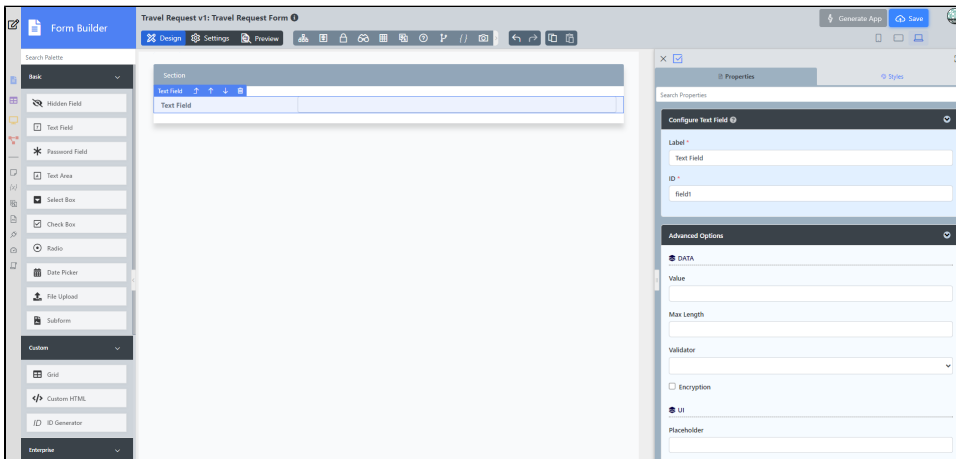 Travel Request v1: Travel Request Form
Form Builder
Generate App
Save
Design
Settings
Preview
Search Palette
Basic
Hidden Field
Text Field
Password Field
Text Area
Select Box
Check Box
Radio
Date Picker
File Upload
Subform
Custom
Grid
Custom HTML
ID ID Generator
Enterprise
Section
Text Field
Text Field
Properties
Styles
Search Properties
Configure Text Field
Label *
Text Field
ID *
field1
Advanced Options
DATA
Value
Max Length
Validator
Encryption
UI
Placeholder